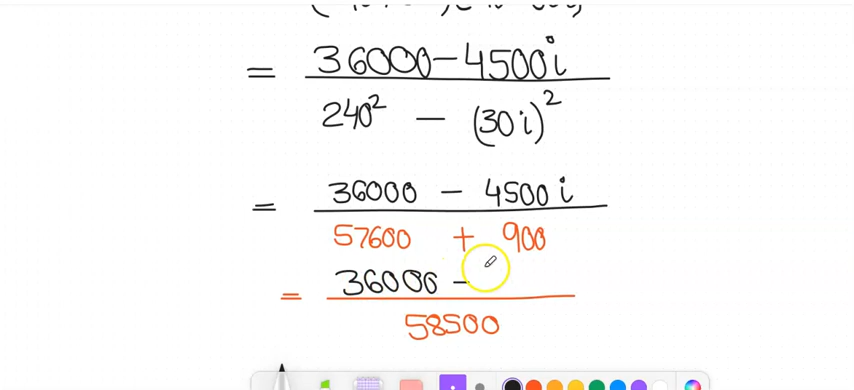 = 36000 - 4500i
240² - (30i)²
= 36000 - 4500i
57600 + 900
= 36000 -
58500